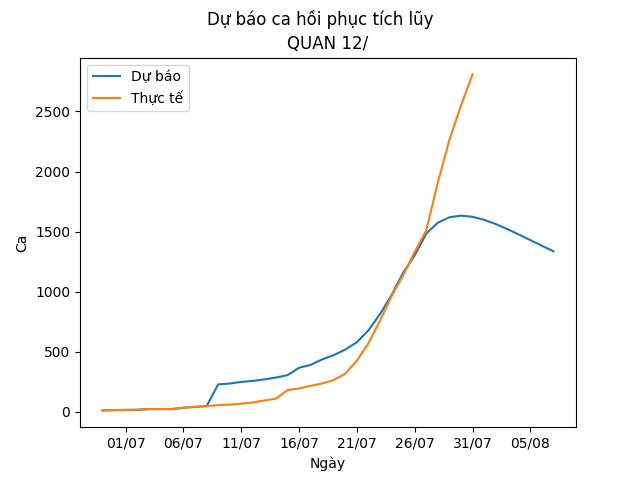 Dự báo ca hồi phục tích lũy
QUAN 12/
Dự báo
Thực tế
2500
2000
1500
1000
500
0
Ca
01/07 06/07 11/07 16/07 21/07 26/07 31/07 05/08
Ngày